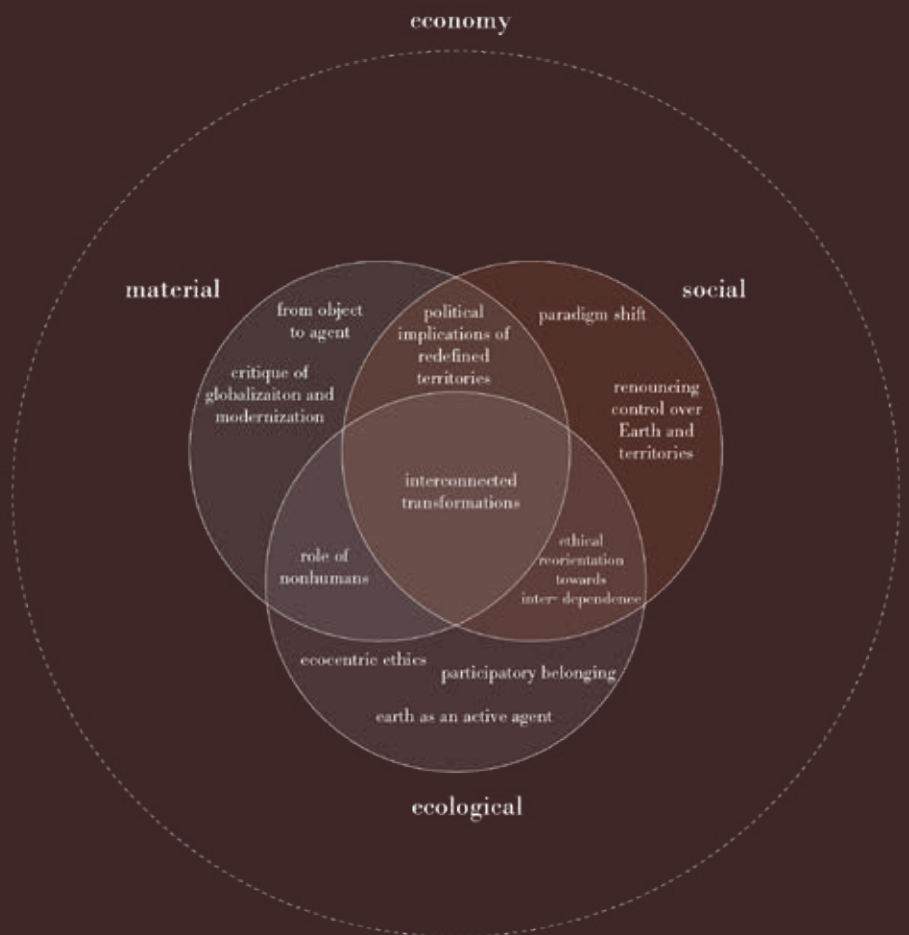 economy
material
social
from object
to agent
critique of
globalizaiton and
modernization
political
implications of
redefined
territories
paradigm shift
renouncing
control over
Earth and
territories
interconnected
transformations
role of
nonhumans
ethical
reorientation
towards
inter- dependence
ecocentric ethics
participatory belonging
earth as an active agent
ecological